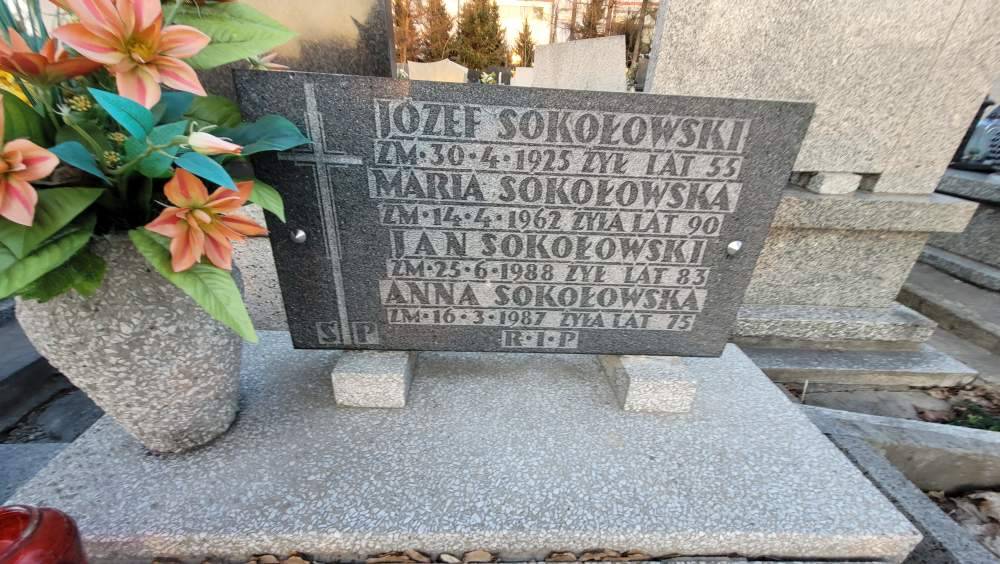 JÓZEF SOKOŁOWSKI
ZM·30·4·1925 ŻYŁ LAT 55
MARIA SOKOŁOWSKA
ZM·14·4·1962 ŻYŁA LAT 90
JAN SOKOŁOWSKI
ZM·25·6·1988 ŻYŁ LAT 83
ANNA SOKOŁOWSKA
ZM·16·3·1987 ŻYŁA LAT 75
S P R·I·P